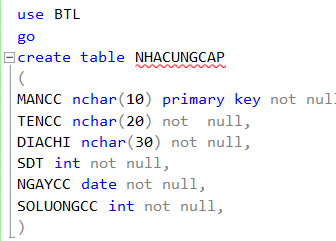 use BTL
go
create table NHACUNGCAP
(
MANCC nchar(10) primary key not null
TENCC nchar(20) not  null,
DIACHI nchar(30) not null,
SDT int not null,
NGAYCC date not null,
SOLUONGCC int not null,
)